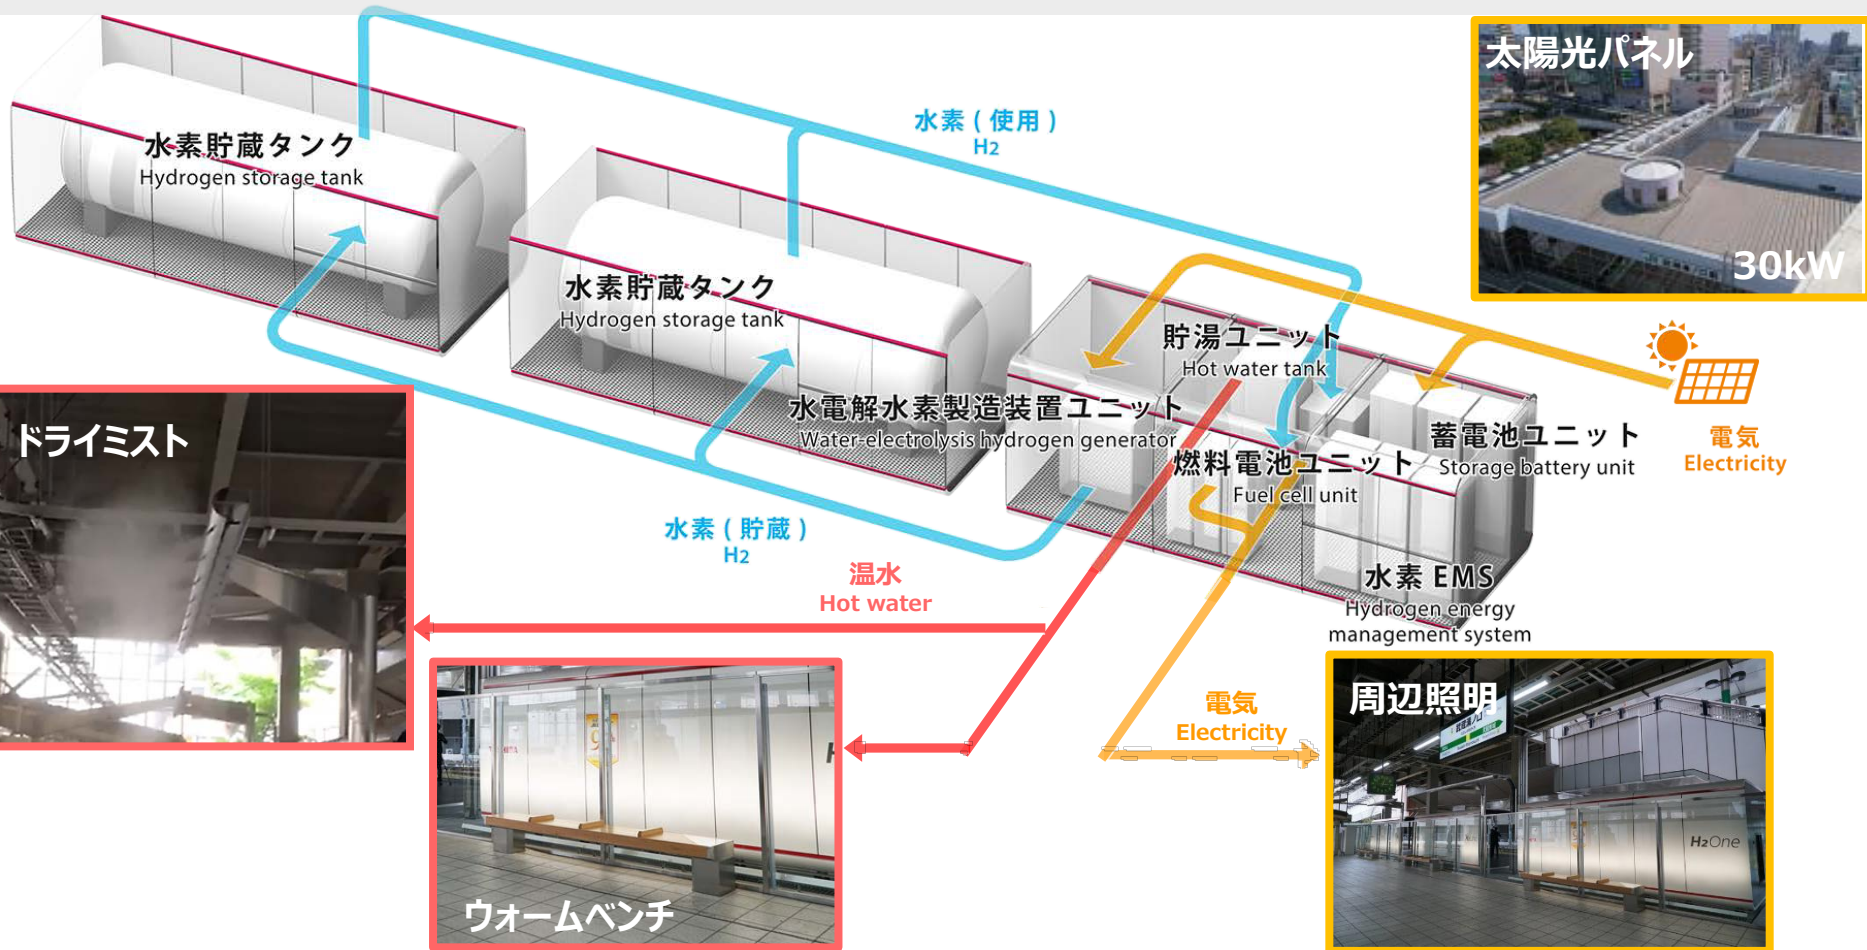 太陽光パネル
30kW
水素 ( 使用 )
H2
水素貯蔵タンク
Hydrogen storage tank
水素貯蔵タンク
Hydrogen storage tank
貯湯ユニット
Hot water tank
水電解水素製造装置ユニット
Water-electrolysis hydrogen generator
燃料電池ユニット
Fuel cell unit
蓄電池ユニット
Storage battery unit
電気
Electricity
ドライミスト
水素 ( 貯蔵 )
H2
温水
Hot water
水素 EMS
Hydrogen energy
management system
電気
Electricity
周辺照明
H2One
ウォームベンチ